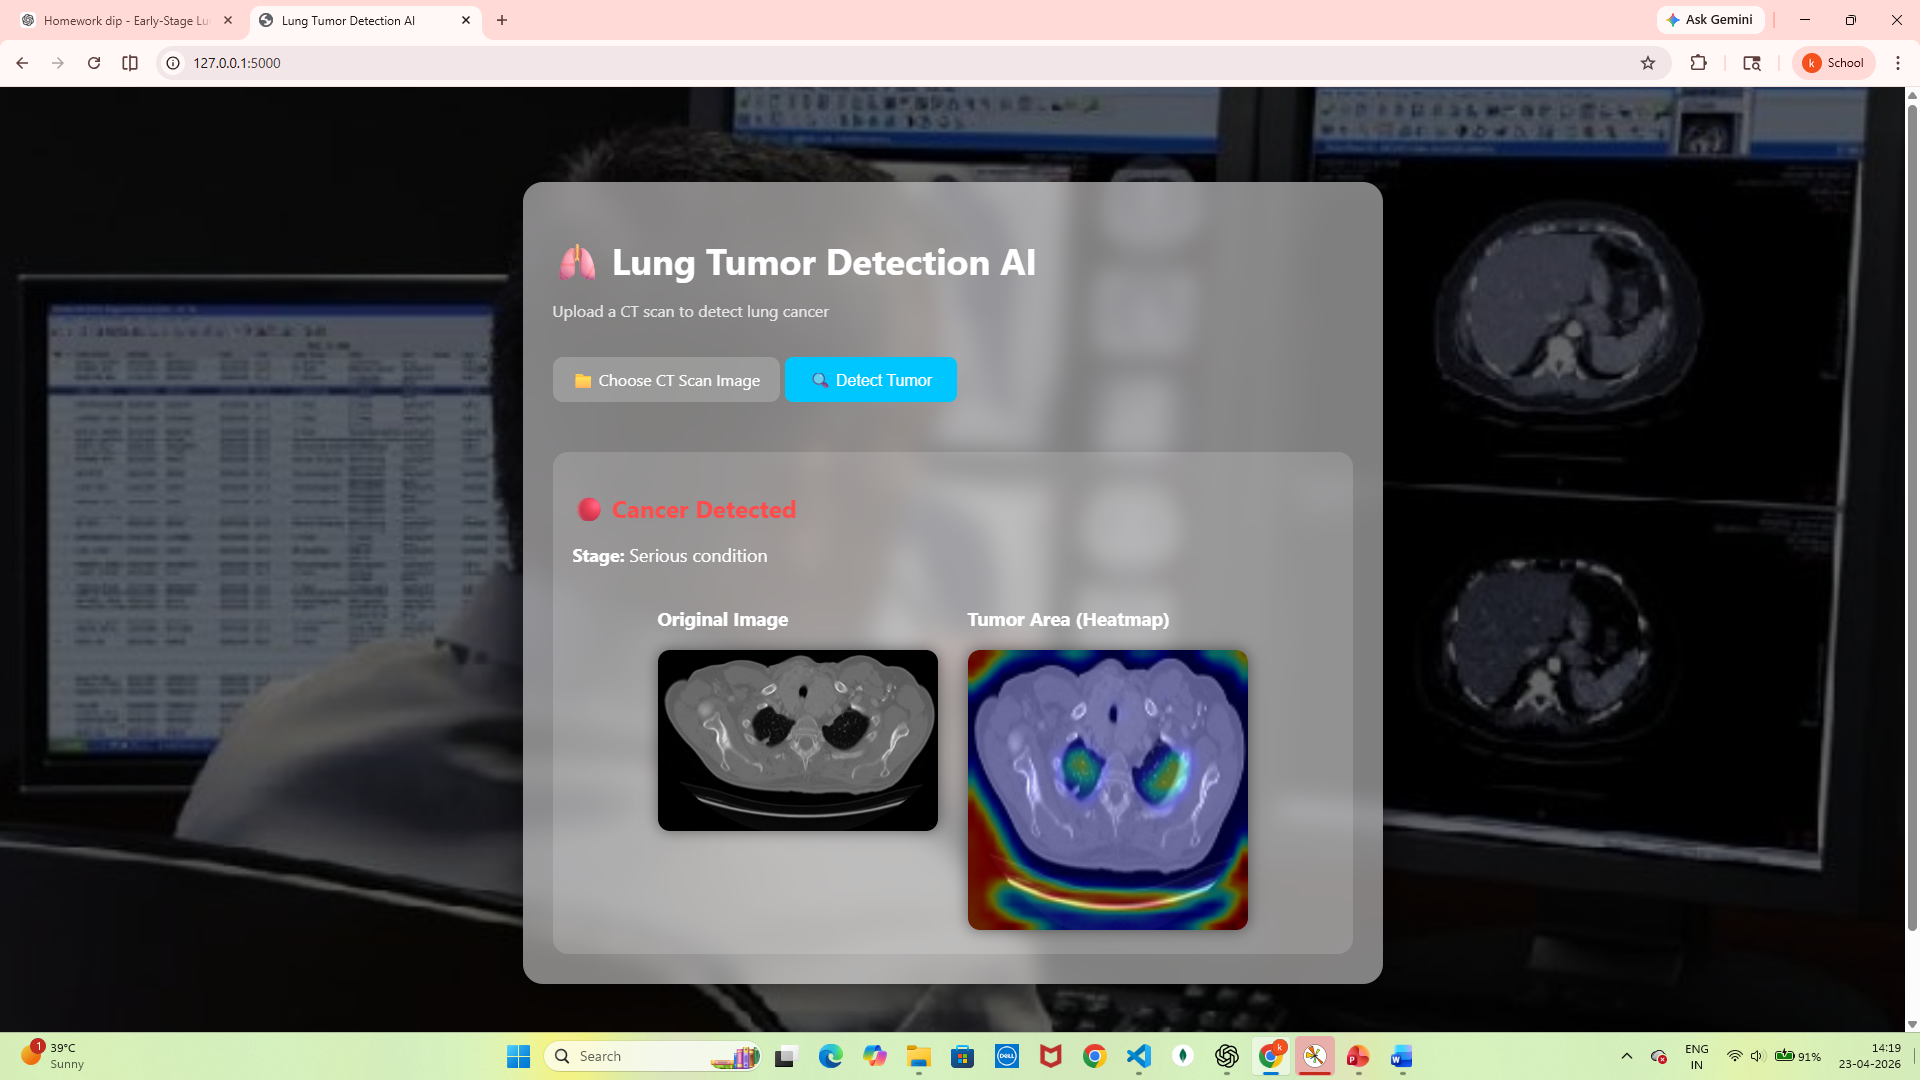 Homework dip - Early-Stage Lu
Lung Tumor Detection AI
Ask Gemini
127.0.0.1:5000
k
School
Lung Tumor Detection AI
Upload a CT scan to detect lung cancer
Choose CT Scan Image
Detect Tumor
Cancer Detected
Stage: Serious condition
Original Image
Tumor Area (Heatmap)
1
39°C
Sunny
Search
DELL
k
P
W
ENG
IN
91%
14:19
23-04-2026